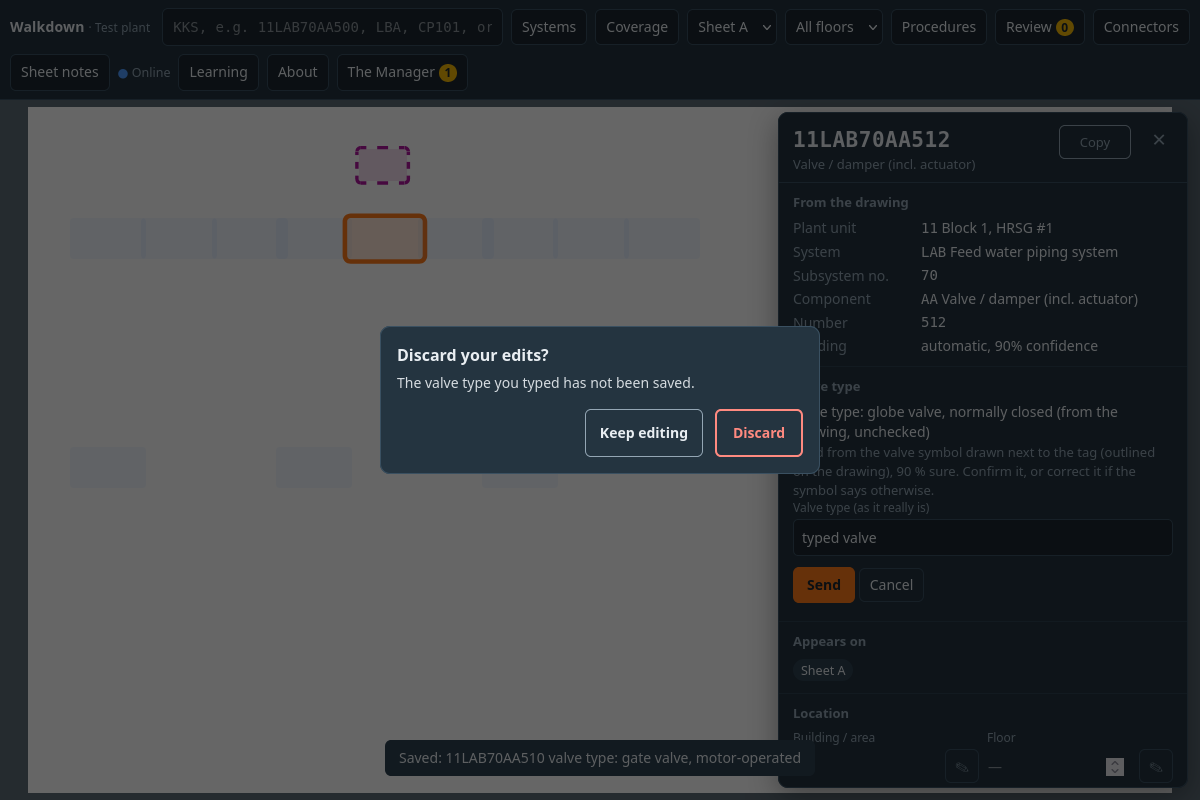 Walkdown · Test plant
KKS, e.g. 11LAB70AA500, LBA, CP101, or
Systems
Coverage
Sheet A
All floors
Procedures
Review 0
Connectors
Sheet notes
Online
Learning
About
The Manager 1
11LAB70AA512
Valve / damper (incl. actuator)
Copy
From the drawing
Plant unit 11 Block 1, HRSG #1
System LAB Feed water piping system
Subsystem no. 70
Component AA Valve / damper (incl. actuator)
Number 512
automatic, 90% confidence
Discard your edits?
The valve type you typed has not been saved.
Keep editing
Discard
type
type: globe valve, normally closed (from the
unchecked)
from the valve symbol drawn next to the tag (outlined
the drawing), 90 % sure. Confirm it, or correct it if the
symbol says otherwise.
Valve type (as it really is)
typed valve
Send
Cancel
Appears on
Sheet A
Location
Building / area
Floor
—
Saved: 11LAB70AA510 valve type: gate valve, motor-operated